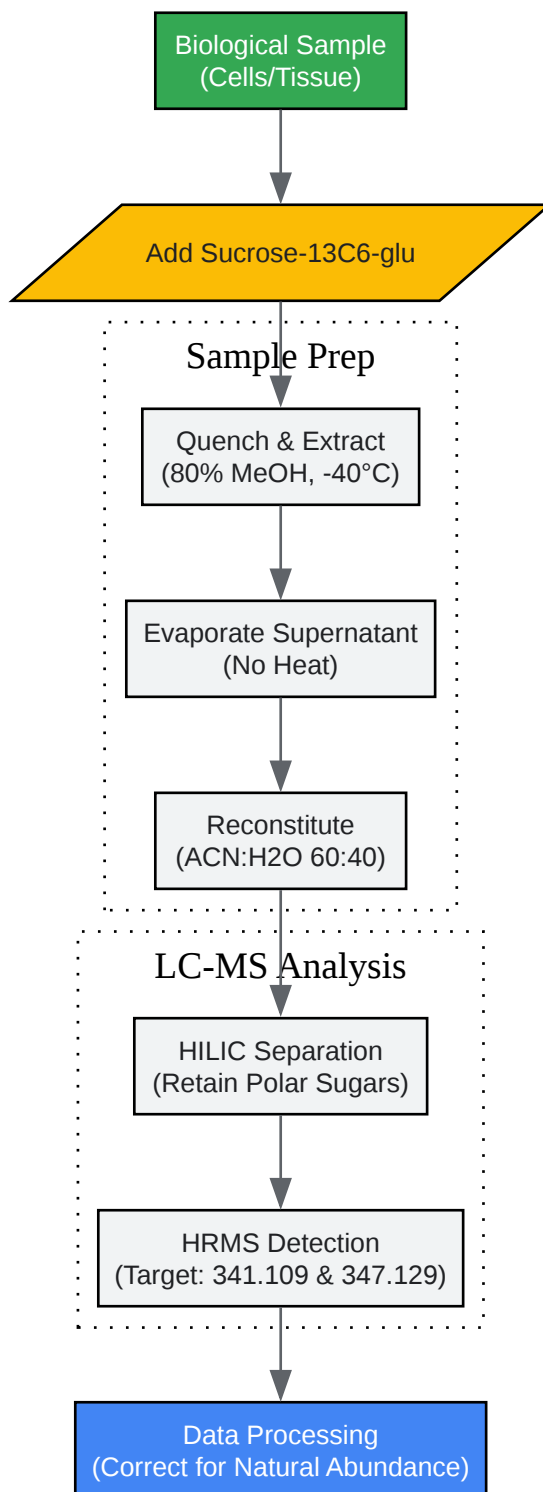 Biological Sample
(Cells/Tissue)
Add Sucrose-13C6-glu
Sample Prep
Quench & Extract
(80% MeOH, -40°C)
Evaporate Supernatant
(No Heat)
Reconstitute
(ACN:H2O 60:40)
LC-MS Analysis
HILIC Separation
(Retain Polar Sugars)
HRMS Detection
(Target: 341.109 & 347.129)
Data Processing
(Correct for Natural Abundance)